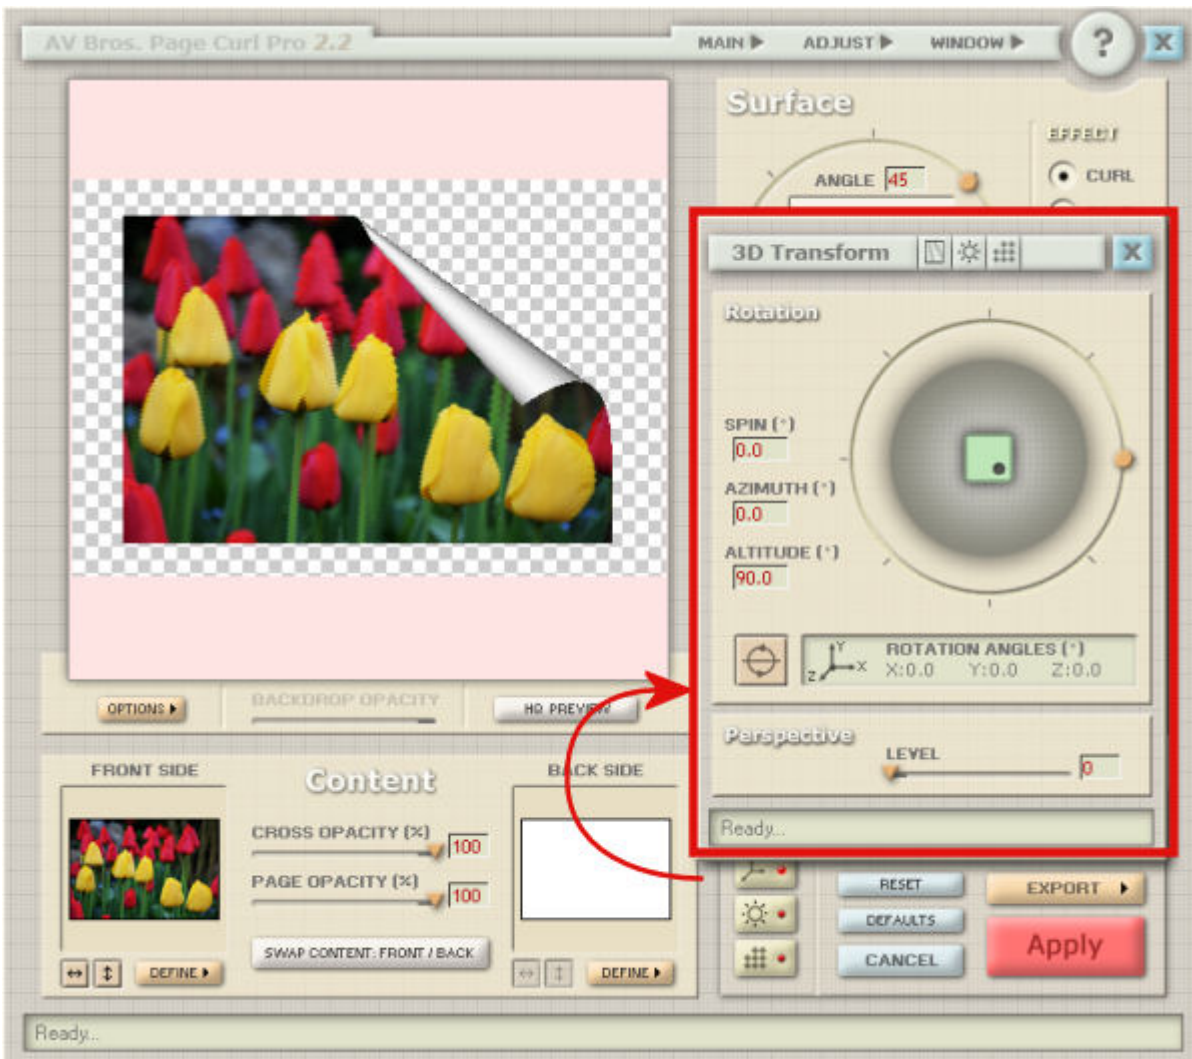 AV Bros. Page Curl Pro 2.2
MAIN
ADJUST
WINDOW
?
X
Surface
ANGLE 45
EFFECT
CURL
3D Transform
X
Rotation
SPIN (°)
0.0
AZIMUTH (°)
0.0
ALTITUDE (°)
90.0
Y
X
Z
ROTATION ANGLES (°)
X:0.0 Y:0.0 Z:0.0
Perspective
LEVEL
0
Ready...
OPTIONS
BACKDROP OPACITY
HQ PREVIEW
FRONT SIDE
Content
BACK SIDE
CROSS OPACITY (%)
100
PAGE OPACITY (%)
100
SWAP CONTENT: FRONT / BACK
DEFINE
DEFINE
RESET
DEFAULTS
CANCEL
EXPORT
Apply
Ready...